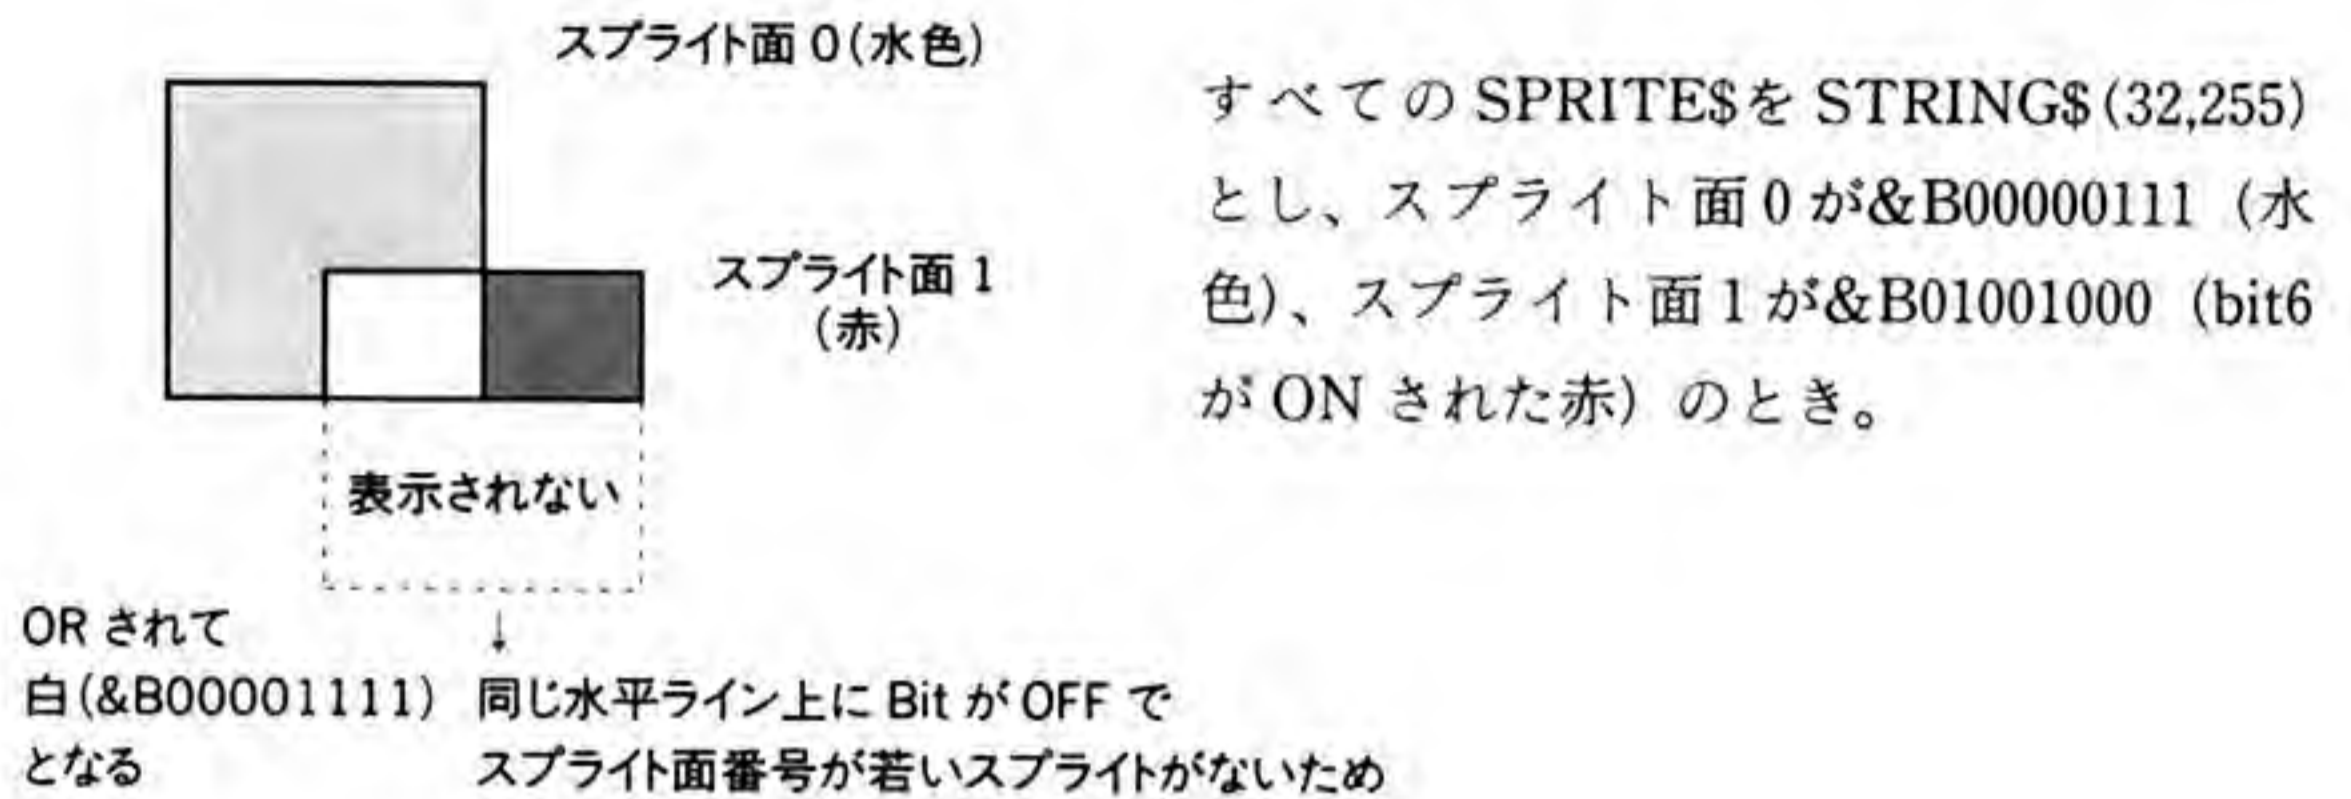 スプライト面 0(水色)
スプライト面 1
(赤)
表示されない
↓
OR されて
白(&B00001111)
となる
同じ水平ライン上に Bit が OFF で
スプライト面番号が若いスプライトがないため
すべての SPRITE$を STRING$(32,255)
とし、スプライト面 0 が&B00000111（水
色)、スプライト面 1 が&B01001000（bit6
が ON された赤）のとき。